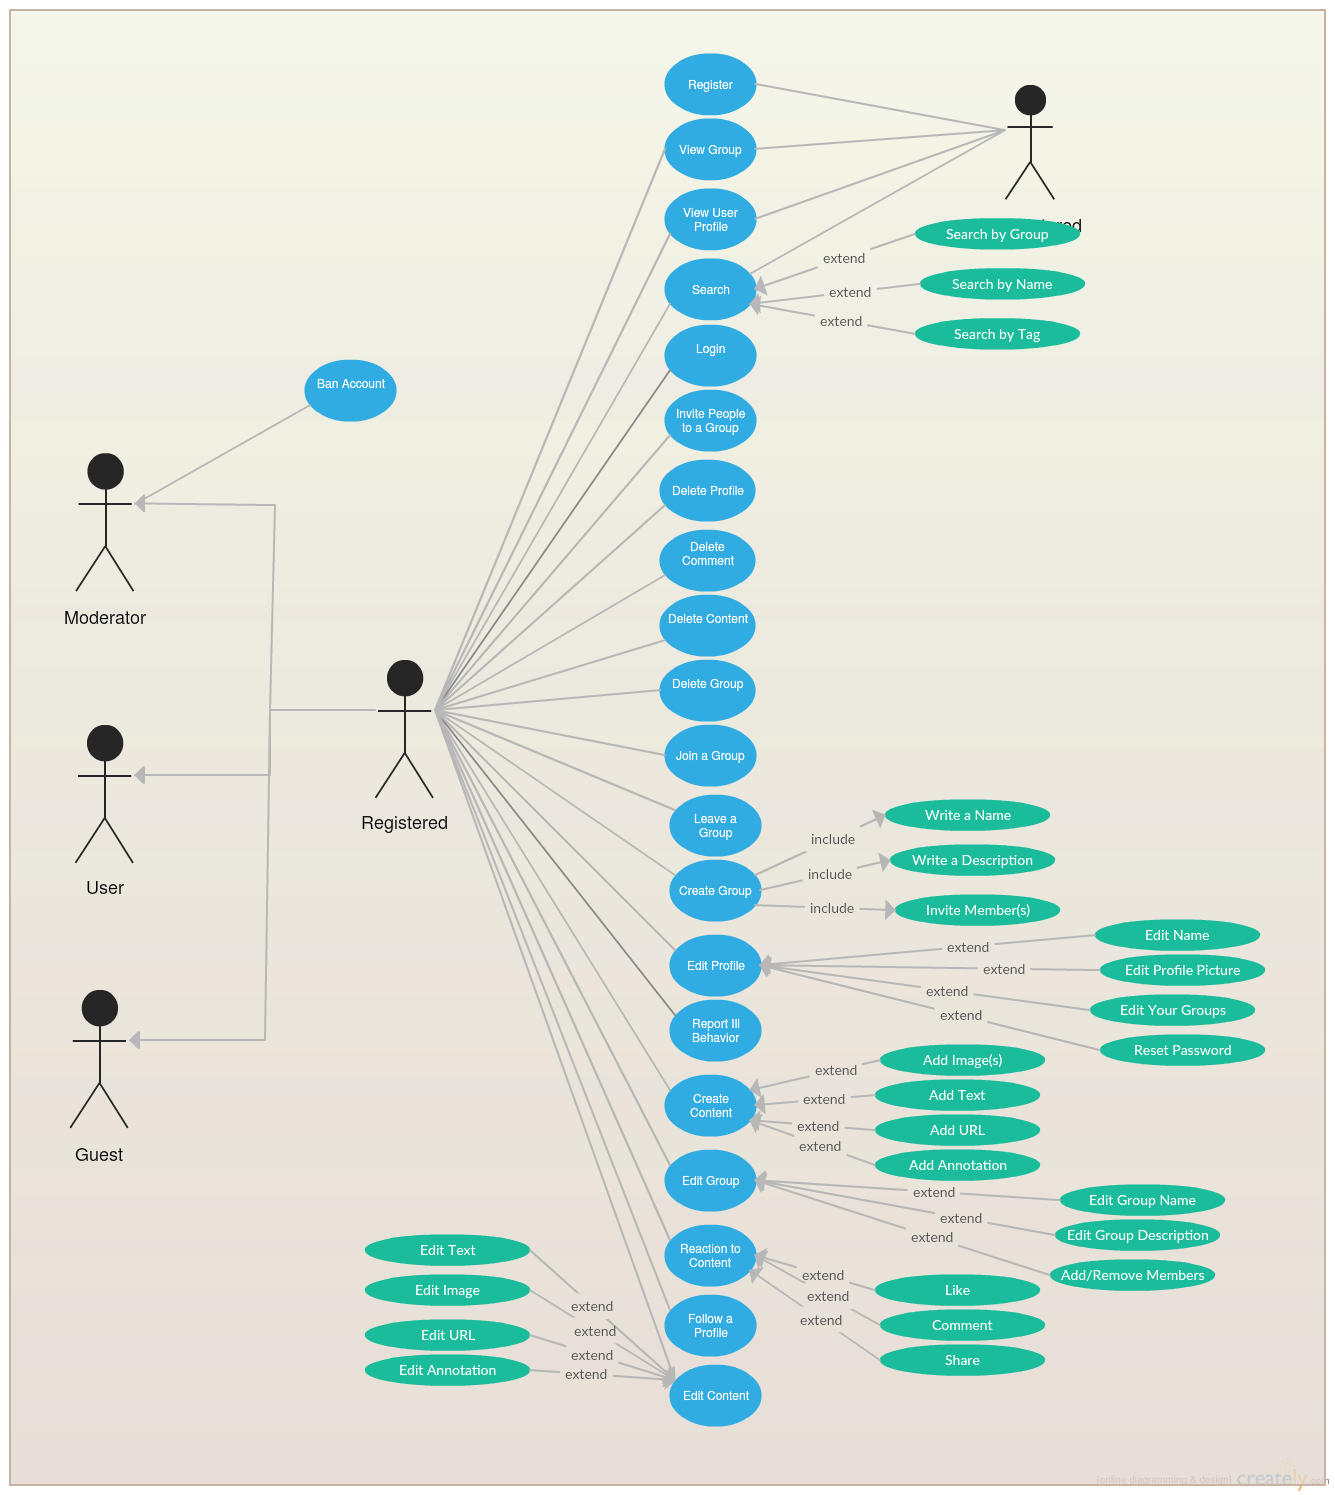 Register
View Group
View User
Profile
Search by Group
extend
Search by Name
Search
extend
extend
Search by Tag
Login
Ban Account
Invite People
to a Group
Delete Profile
Delete
Comment
Moderator
Delete Content
Delete Group
Join a Group
Registered
Leave a
Group
Write a Name
include
User
Create Group
include
Write a Description
include
Invite Member(s)
Edit Name
extend
Edit Profile
extend
Edit Profile Picture
extend
Edit Your Groups
extend
Report Ill
Behavior
Reset Password
Add Image(s)
extend
Create
Content
extend
Add Text
extend
Add URL
extend
Guest
Add Annotation
Edit Group
extend
Edit Group Name
extend
Edit Group Description
extend
Edit Text
Reaction to
Content
extend
Add/Remove Members
Edit Image
extend
Like
extend
extend
Follow a
Profile
Comment
Edit URL
extend
extend
Share
Edit Annotation
extend
Edit Content
[online diagramming & design] creately.com